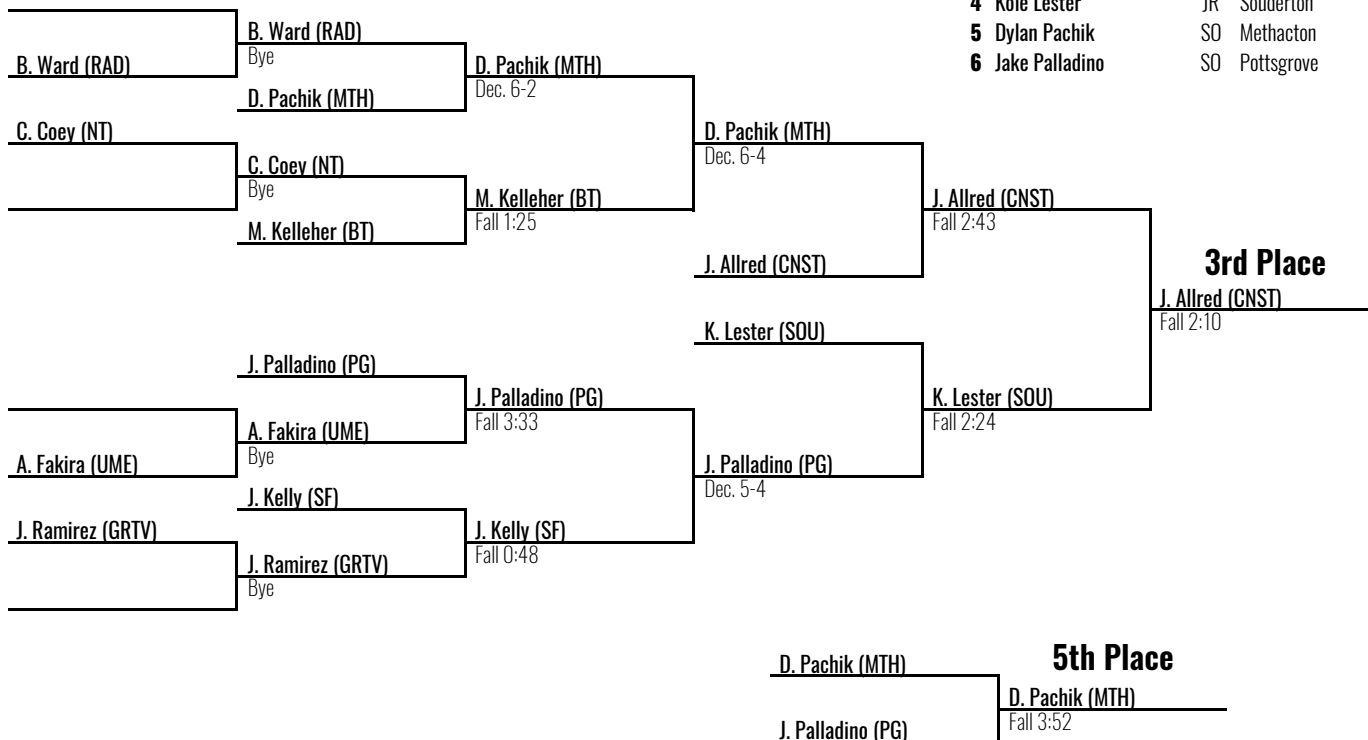 4 Kole Lester JR Souderton
5 Dylan Pachik SO Methacton
6 Jake Palladino SO Pottsgrove
B. Ward (RAD)
Bye
B. Ward (RAD)
D. Pachik (MTH)
Dec. 6-2
D. Pachik (MTH)
C. Coey (NT)
D. Pachik (MTH)
Dec. 6-4
C. Coey (NT)
Bye
M. Kelleher (BT)
Fall 1:25
J. Allred (CNST)
Fall 2:43
M. Kelleher (BT)
J. Allred (CNST)
3rd Place
J. Allred (CNST)
Fall 2:10
K. Lester (SOU)
J. Palladino (PG)
J. Palladino (PG)
Fall 3:33
K. Lester (SOU)
Fall 2:24
A. Fakira (UME)
Bye
A. Fakira (UME)
J. Palladino (PG)
Dec. 5-4
J. Kelly (SF)
J. Ramirez (GRTV)
J. Kelly (SF)
Fall 0:48
J. Ramirez (GRTV)
Bye
5th Place
D. Pachik (MTH)
D. Pachik (MTH)
Fall 3:52
J. Palladino (PG)